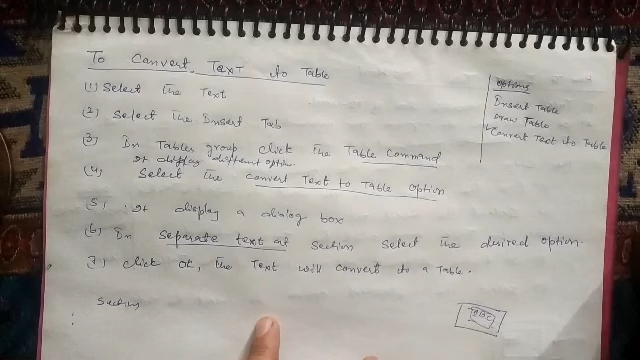 To Convert Text to Table
(1) Select the Text
(2) Select the Insert Tab
(3) In Tables group click the Table Command
It display different option
(4) Select the convert Text to Table option
(5) It display a dialog box
(6) In separate text at section select the desired option.
(7) click ok, the Text will convert to a Table.
Section
options
Insert Table
Draw Table
Convert Text to Table
ABC